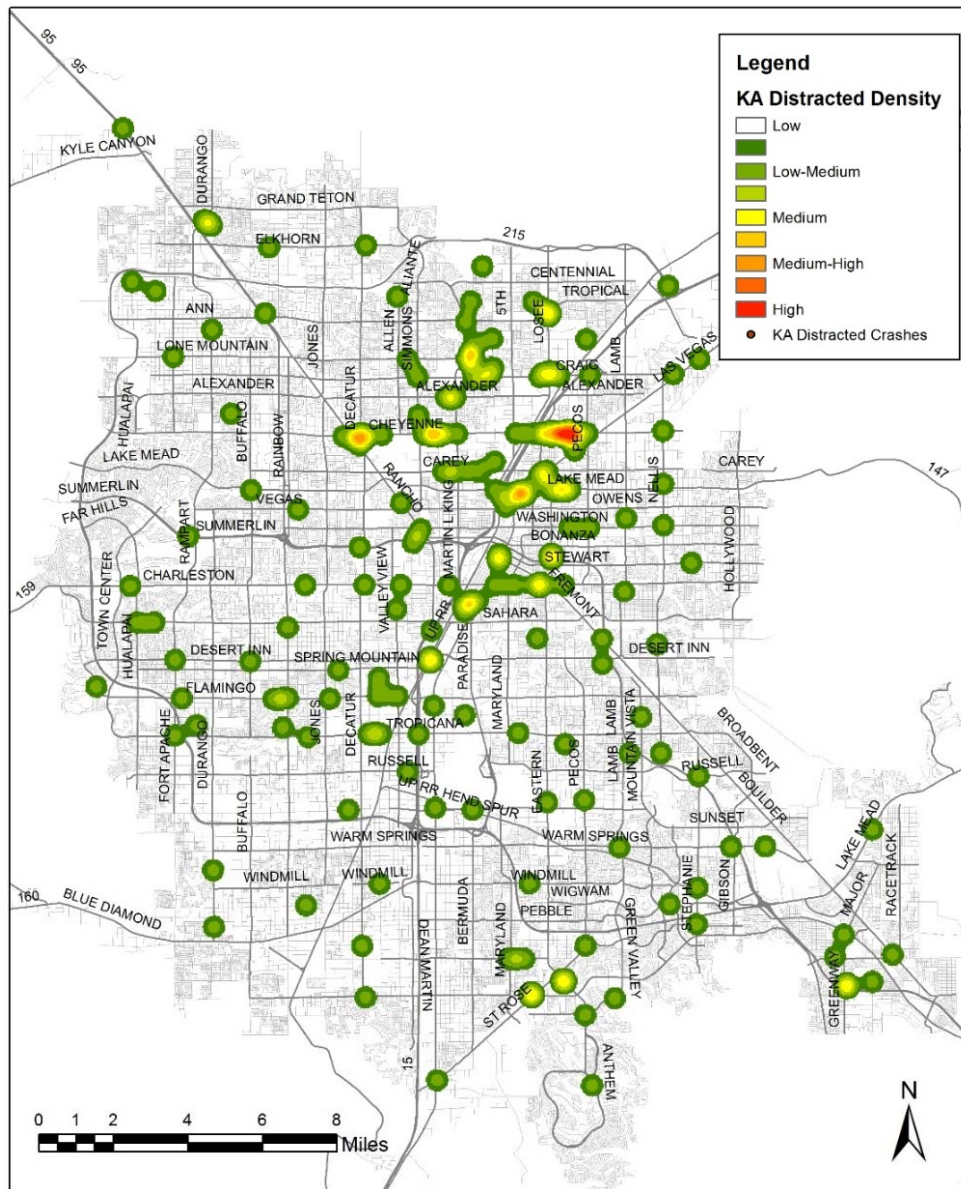 95
95
KYLE CANYON
DURANGO
GRAND TETON
ELKHORN
215
ALIANTE
CENTENNIAL
TROPICAL
5TH
LOSEE
ANN
LONE MOUNTAIN
JONES
ALLEN
SIMMONS
LAMB
LAS VEGAS
CRAIG
ALEXANDER
ALEXANDER
ALEXANDER
HUALAPAI
BUFFALO
RAINBOW
DECATUR
CHEYENNE
PECOS
LAKE MEAD
CAREY
RANCHO
LAKE MEAD
NELIS
CAREY
147
SUMMERLIN
VEGAS
OWENS
FAR HILLS
RAMPART
SUMMERLIN
MARTIN L KING
WASHINGTON
BONANZA
STEWART
HOLLYWOOD
159
TOWN CENTER
CHARLESTON
VALLEY VIEW
UP RR
FREMONT
SAHARA
HUALAPAI
DESERT INN
SPRING MOUNTAIN
PARADISE
MARYLAND
DESERT INN
FLAMINGO
FORT APACHE
DURANGO
JONES
DECATUR
TROPICANA
LAMB
LAMB
MOUNTAIN VISTA
BROADBENT
BOULDER
RUSSELL
EASTERN
PECOS
RUSSELL
UP RR HEND SPUR
BUFFALO
WARM SPRINGS
WARM SPRINGS
SUNSET
LAKE MEAD
RACETRACK
MAJOR
WINDMILL
WINDMILL
WINDMILL
WIGWAM
PEBBLE
STEPHANIE
GIBSON
160
BLUE DIAMOND
DEAN MARTIN
BERMUDA
MARYLAND
GREEN VALLEY
GREENWAY
ST ROSE
15
ANTHEM
Legend
KA Distracted Density
Low
Low-Medium
Medium
Medium-High
High
KA Distracted Crashes
0 1 2 4 6 8
Miles
N